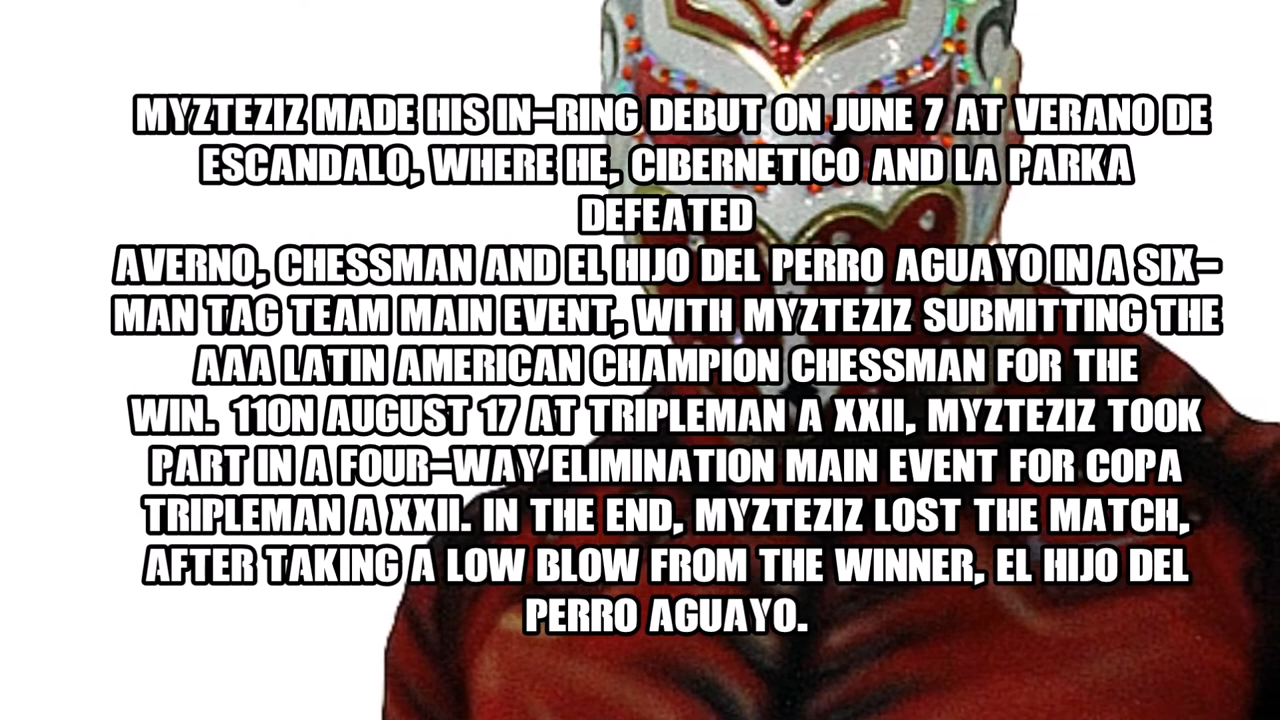 MYZTEZIZ MADE HIS IN-RING DEBUT ON JUNE 7 AT VERANO DE
ESCANDALO, WHERE HE, CIBERNETICO AND LA PARKA
DEFEATED
AVERNO, CHESSMAN AND EL HIJO DEL PERRO AGUAYO IN A SIX-
MAN TAG TEAM MAIN EVENT, WITH MYZTEZIZ SUBMITTING THE
AAA LATIN AMERICAN CHAMPION CHESSMAN FOR THE
WIN. 11ON AUGUST 17 AT TRIPLEMAN A XXII, MYZTEZIZ TOOK
PART IN A FOUR-WAY ELIMINATION MAIN EVENT FOR COPA
TRIPLEMAN A XXII. IN THE END, MYZTEZIZ LOST THE MATCH,
AFTER TAKING A LOW BLOW FROM THE WINNER, EL HIJO DEL
PERRO AGUAYO.